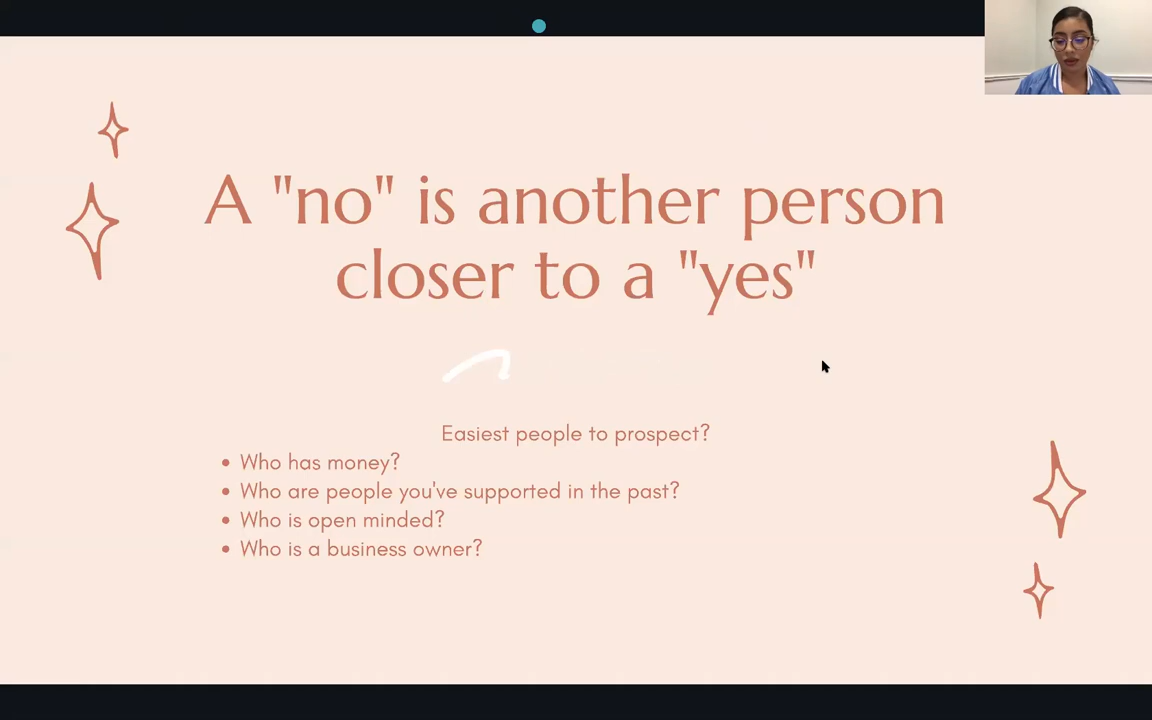 A "no" is another person
closer to a "yes"
Easiest people to prospect?
• Who has money?
• Who are people you've supported in the past?
• Who is open minded?
• Who is a business owner?